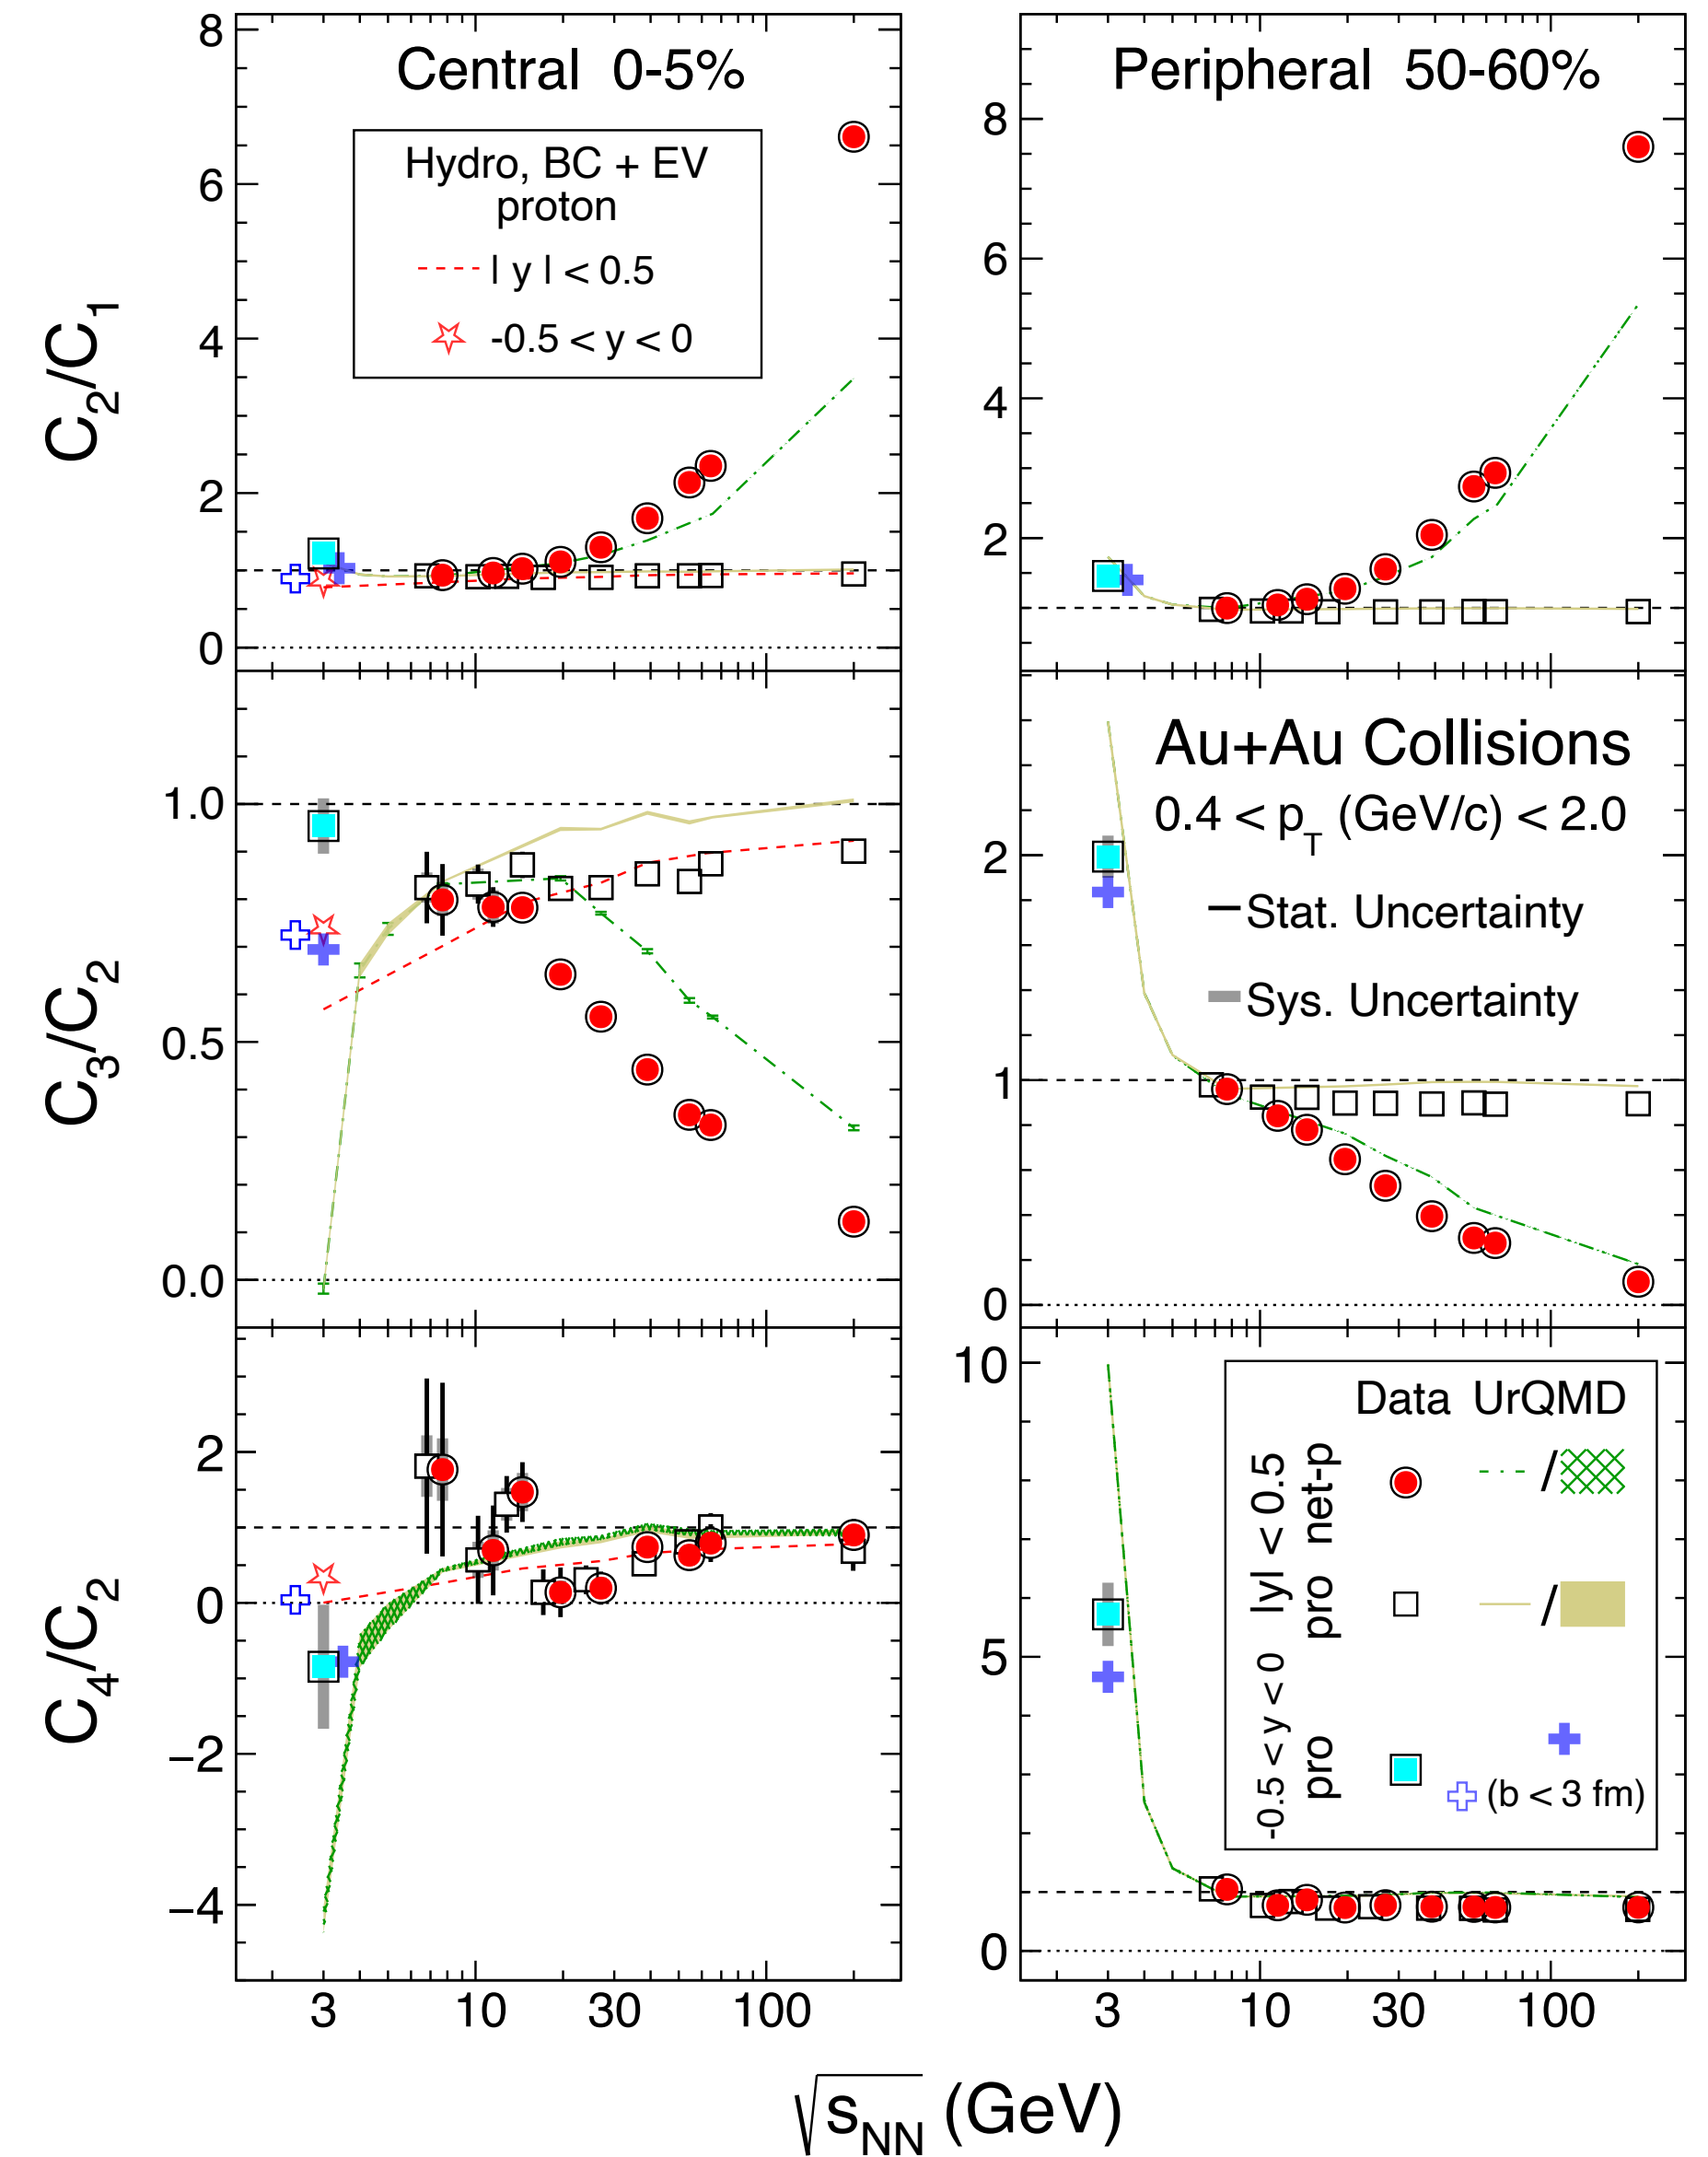 Central 0-5%
Hydro, BC + EV
proton
| y | < 0.5
-0.5 < y < 0
C2/C1
8
6
4
2
0
Peripheral 50-60%
8
6
4
2
C3/C2
1.0
0.5
0.0
Au+Au Collisions
0.4 < pT (GeV/c) < 2.0
Stat. Uncertainty
Sys. Uncertainty
2
1
0
C4/C2
2
0
−2
−4
10
5
0
Data UrQMD
|y| < 0.5
net-p
pro
/
/
-0.5 < y < 0
pro
(b < 3 fm)
3 10 30 100
3 10 30 100
√sNN (GeV)